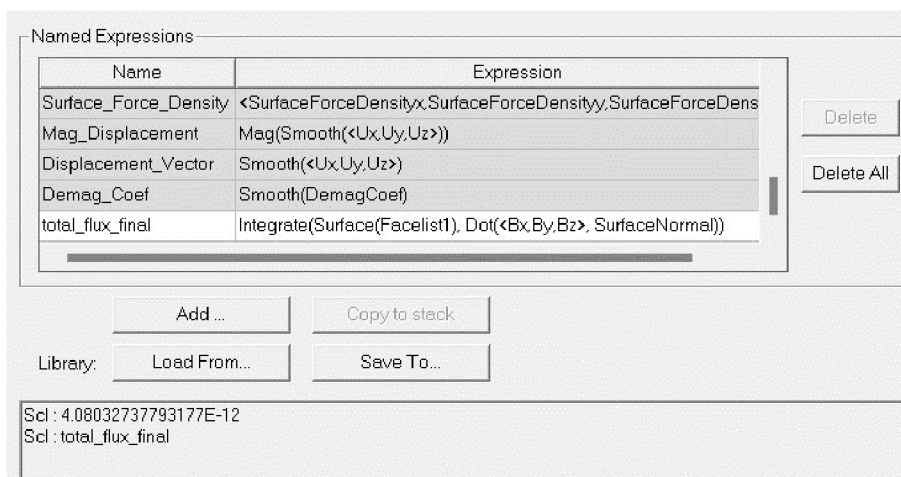 Named Expressions
Name Expression
Surface_Force_Density <SurfaceForceDensityx,SurfaceForceDensityy,SurfaceForceDens
Mag_Displacement Mag(Smooth(<Ux,Uy,Uz>))
Displacement_Vector Smooth(<Ux,Uy,Uz>)
Demag_Coef Smooth(DemagCoef)
total_flux_final Integrate(Surface(Facelist1), Dot(<Bx,By,Bz>, SurfaceNormal))
Delete
Delete All
Add ... Copy to stack
Library: Load From... Save To...
Scl : 4.08032737793177E-12
Scl : total_flux_final